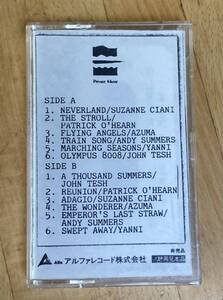 Private Music
SIDE A
1. NEVERLAND/SUZANNE CIANI
2. THE STROLL/
PATRICK O'HEARN
3. FLYING ANGELS/AZUMA
4. TRAIN SONG/ANDY SUMMERS
5. MARCHING SEASONS/YANNI
6. OLYMPUS 8008/JOHN TESH
SIDE B
1. A THOUSAND SUMMERS/
JOHN TESH
2. REUNION/PATRICK O'HEARN
3. ADAGIO/SUZANNE CIANI
4. THE WONDERER/AZUMA
5. EMPEROR'S LAST STRAW/
ANDY SUMMERS
6. SWEPT AWAY/YANNI
非売品
Alfa アルファレコード株式会社